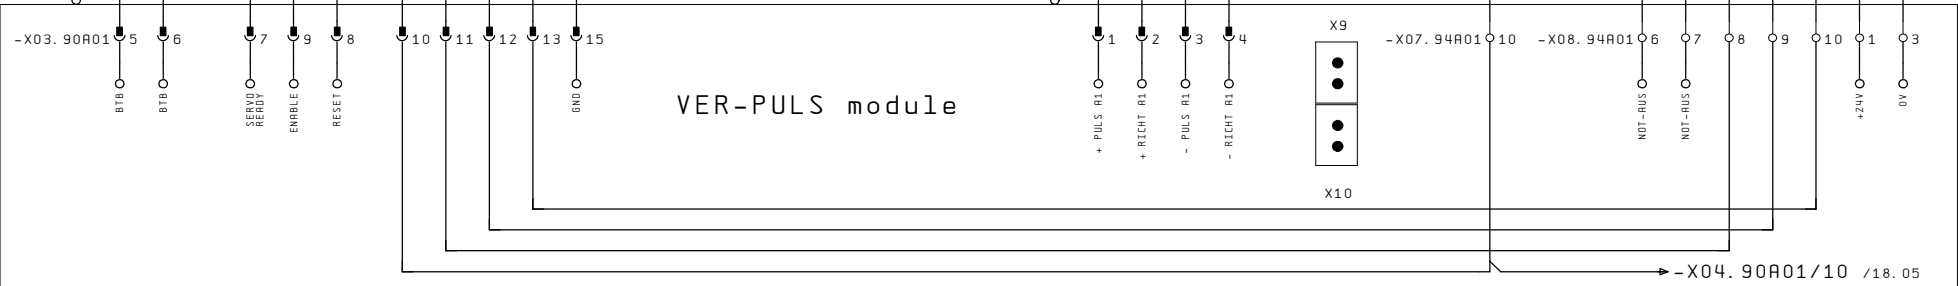 X9
-X03.90A01 5 6 7 9 8 10 11 12 13 15 1 2 3 4 -X07.94A01 10 -X08.94A01 6 7 8 9 10 1 3
BTB
BTB
SERVO
READY
ENABLE
RESET
GND
VER-PULS module
+ PULS A1
+ RICHT A1
- PULS A1
- RICHT A1
NOT-AUS
NOT-AUS
+24V
0V
X10
-X04.90A01/10 /18.05